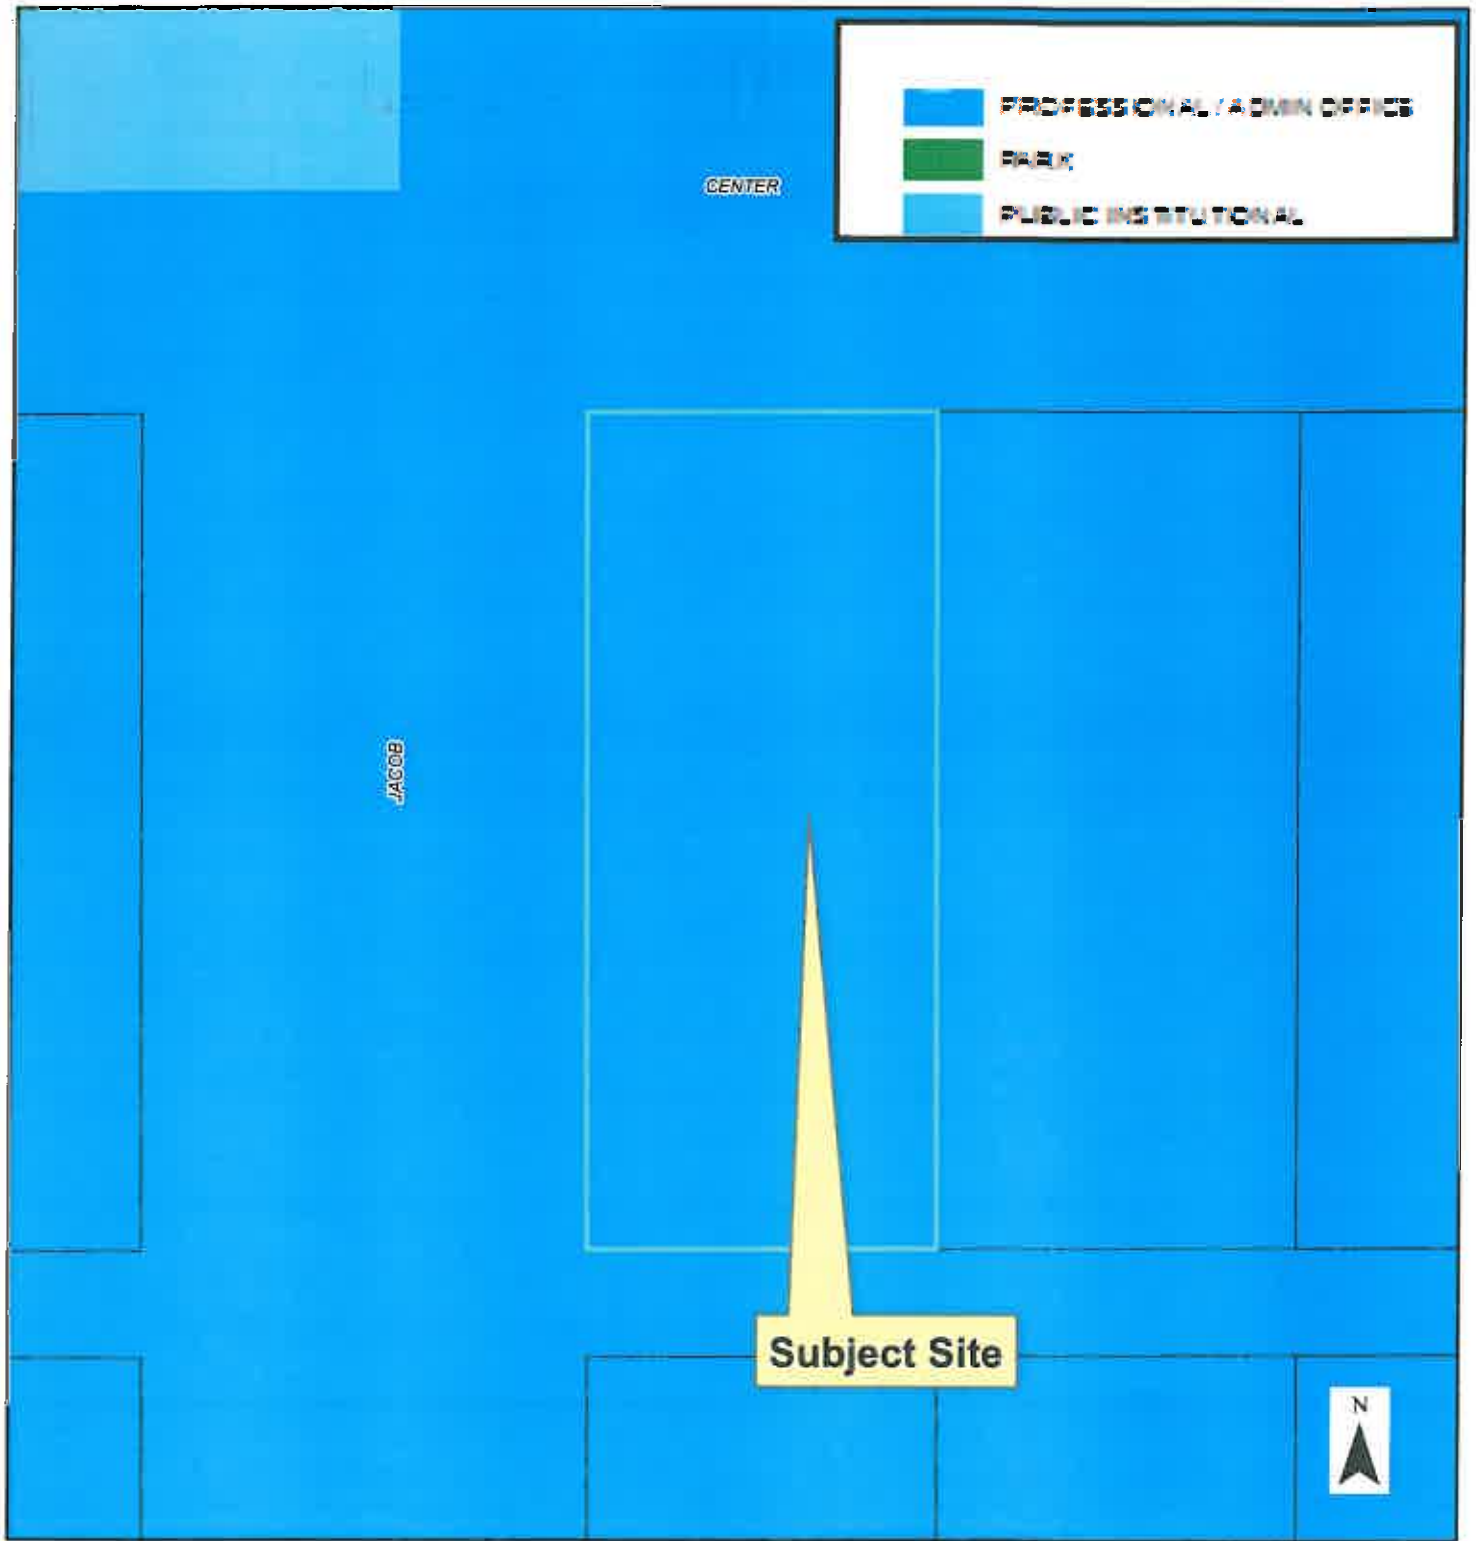 PROFESSIONAL / ADMIN OFFICE
PARK
PUBLIC INSTITUTIONAL
CENTER
JACOB
Subject Site
N